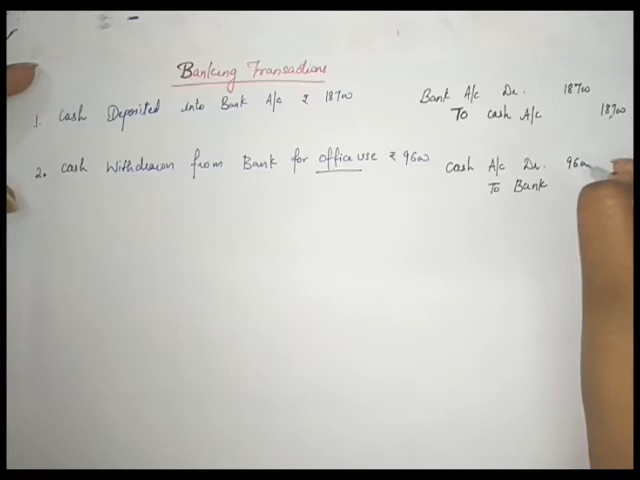 Banking Transactions
1. Cash Deposited into Bank A/c ₹ 18700 Bank A/c Dr. 18700
To cash A/c 18700
2. Cash Withdrawn from Bank for office use ₹ 9600 Cash A/c Dr. 9600
To Bank